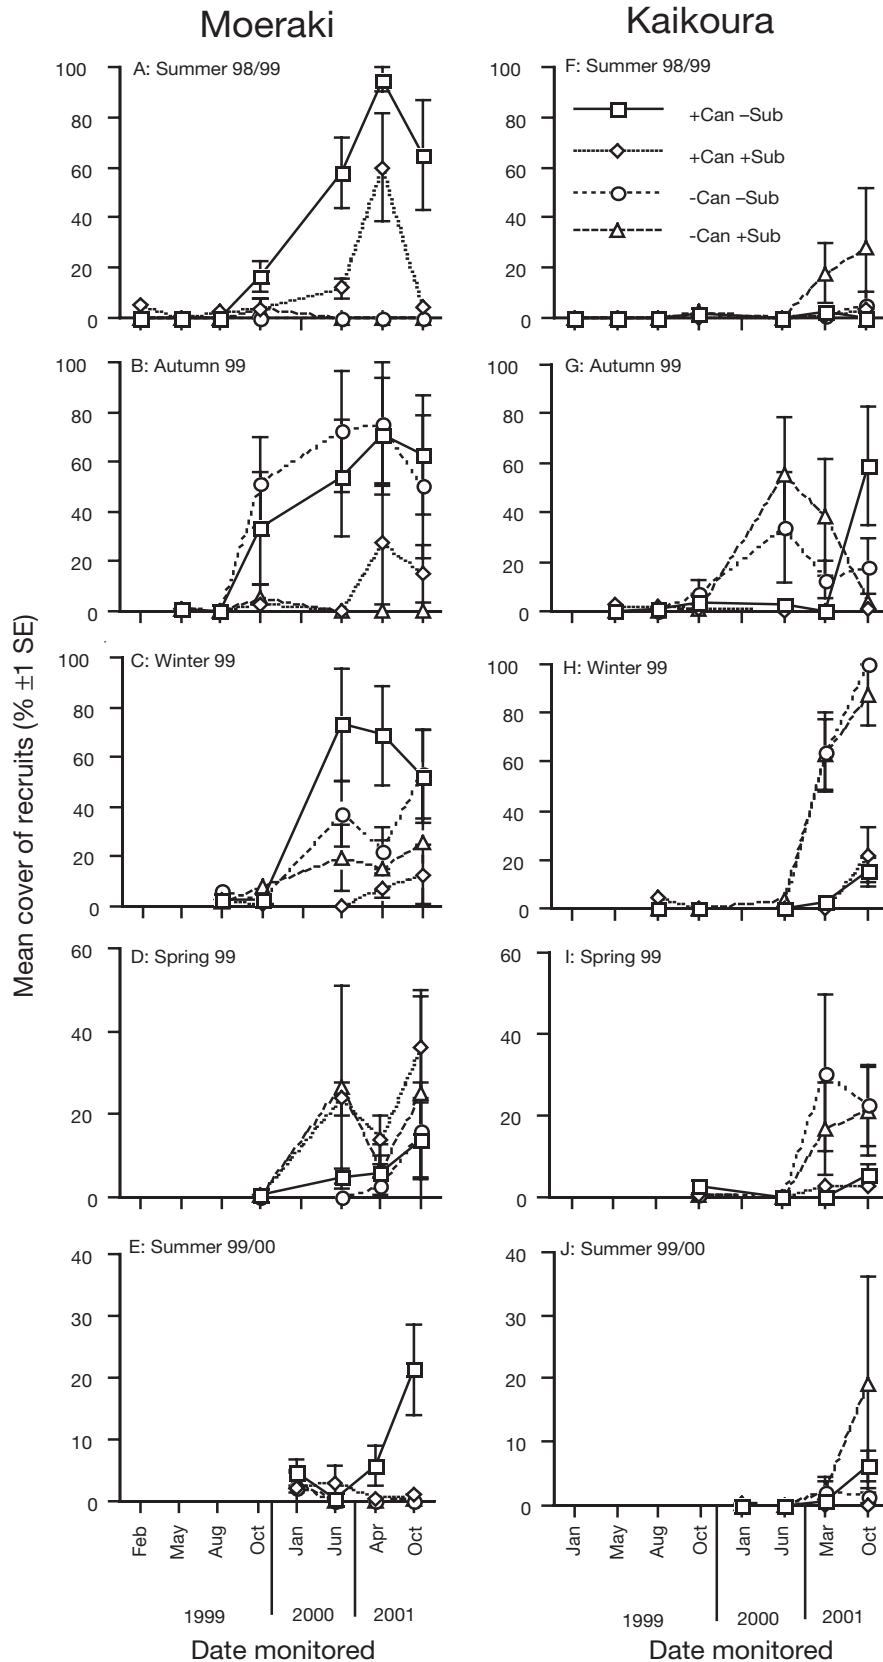 Moeraki
Kaikoura
Mean cover of recruits (% ±1 SE)
A: Summer 98/99
100
80
60
40
20
0
F: Summer 98/99
100
80
60
40
20
0
+Can –Sub
+Can +Sub
-Can –Sub
-Can +Sub
B: Autumn 99
100
80
60
40
20
0
G: Autumn 99
100
80
60
40
20
0
C: Winter 99
100
80
60
40
20
0
H: Winter 99
100
80
60
40
20
0
D: Spring 99
60
40
20
0
I: Spring 99
60
40
20
0
E: Summer 99/00
40
30
20
10
0
J: Summer 99/00
40
30
20
10
0
Feb May Aug Oct Jan Jun Apr Oct
Jan May Aug Oct Jan Jun Mar Oct
1999 2000 2001
1999 2000 2001
Date monitored
Date monitored